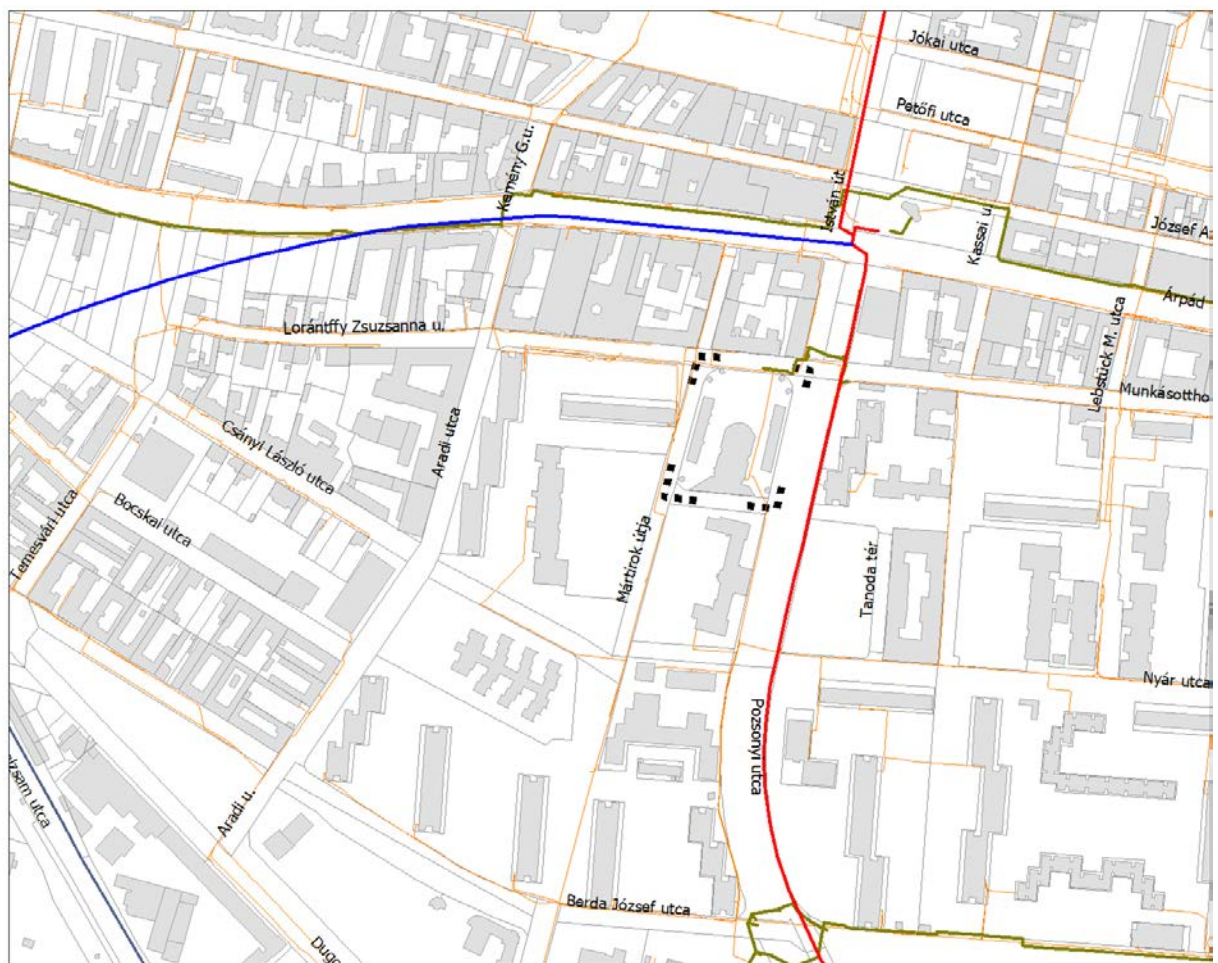 Jókai utca
Petőfi utca
Kemény G.u.
István út
Kassai u.
József A.
Árpád
Lorántffy Zsuzsanna u.
Lebstück M. utca
Munkásottho
Aradi utca
Csányi László utca
Bocskai utca
Temesvári utca
Mártírok útja
Tanoda tér
Nyár utca
Pozsonyi utca
Aradi u.
Berda József utca